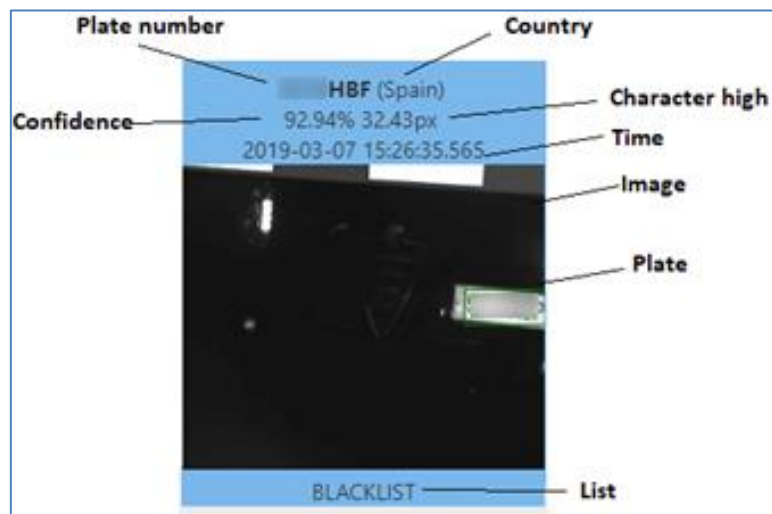 Plate number
Country
HBF (Spain)
Confidence
92.94% 32.43px
Character high
2019-03-07 15:26:35.565
Time
Image
Plate
BLACKLIST
List